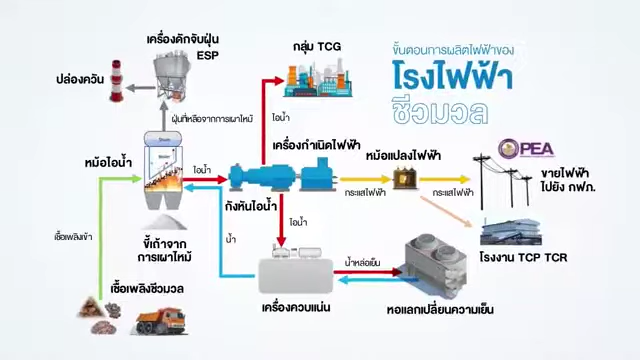 ขั้นตอนการผลิตไฟฟ้าของ
โรงไฟฟ้า
ชีวมวล
เครื่องดักจับฝุ่น
ESP
กลุ่ม TCG
ปล่องควัน
ฝุ่นที่หลือจากการเผาไหม้
ไอน้ำ
หม้อไอน้ำ
Steam
Water
ไอน้ำ
เครื่องกำเนิดไฟฟ้า
หม้อแปลงไฟฟ้า
PEA
ขายไฟฟ้า
ไปยัง กฟภ.
กระแสไฟฟ้า
กระแสไฟฟ้า
กังหันไอน้ำ
ไอน้ำ
เชื้อเพลิงเข้า
ขี้เถ้าจาก
การเผาไหม้
น้ำ
โรงงาน TCP TCR
น้ำหล่อเย็น
เชื้อเพลิงชีวมวล
เครื่องควบแน่น
หอแลกเปลี่ยนความเย็น